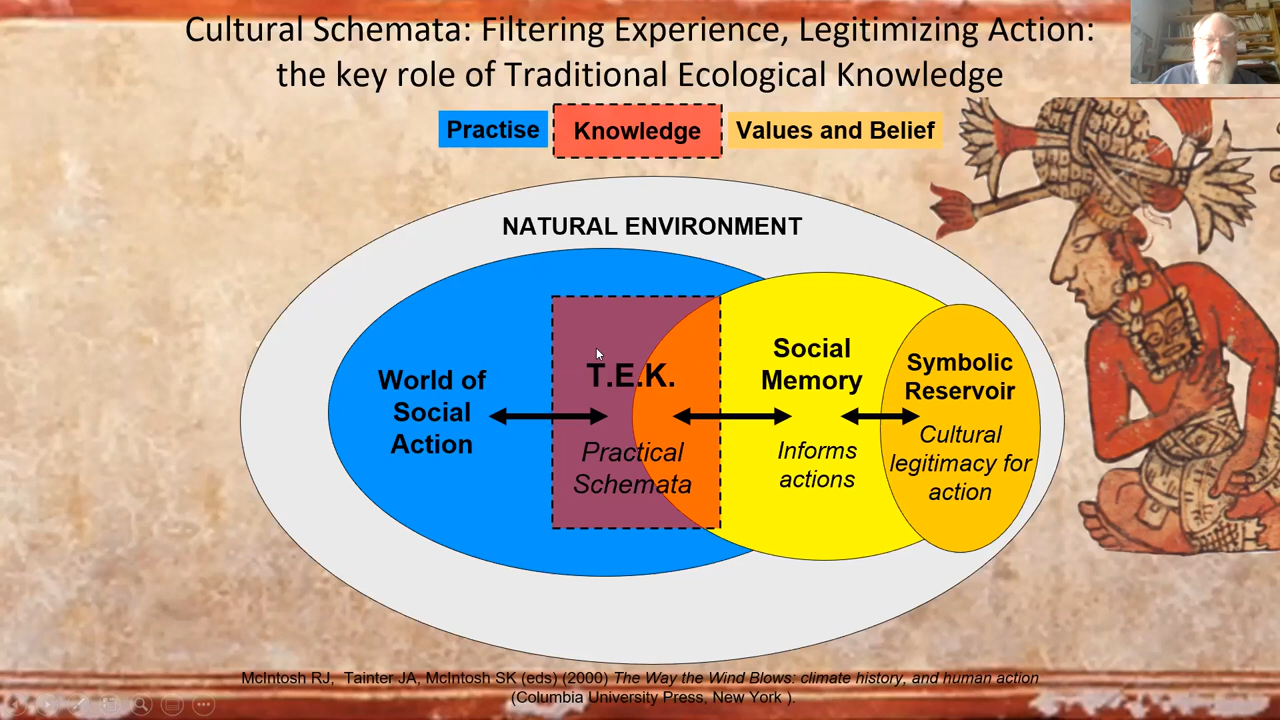 Cultural Schemata: Filtering Experience, Legitimizing Action:
the key role of Traditional Ecological Knowledge
Practise
Knowledge
Values and Belief
NATURAL ENVIRONMENT
World of
Social
Action
T.E.K.
Practical
Schemata
Social
Memory
Informs
actions
Symbolic
Reservoir
Cultural
legitimacy for
action
McIntosh RJ, Tainter JA, McIntosh SK (eds) (2000) The Way the Wind Blows: climate history, and human action
(Columbia University Press, New York ).